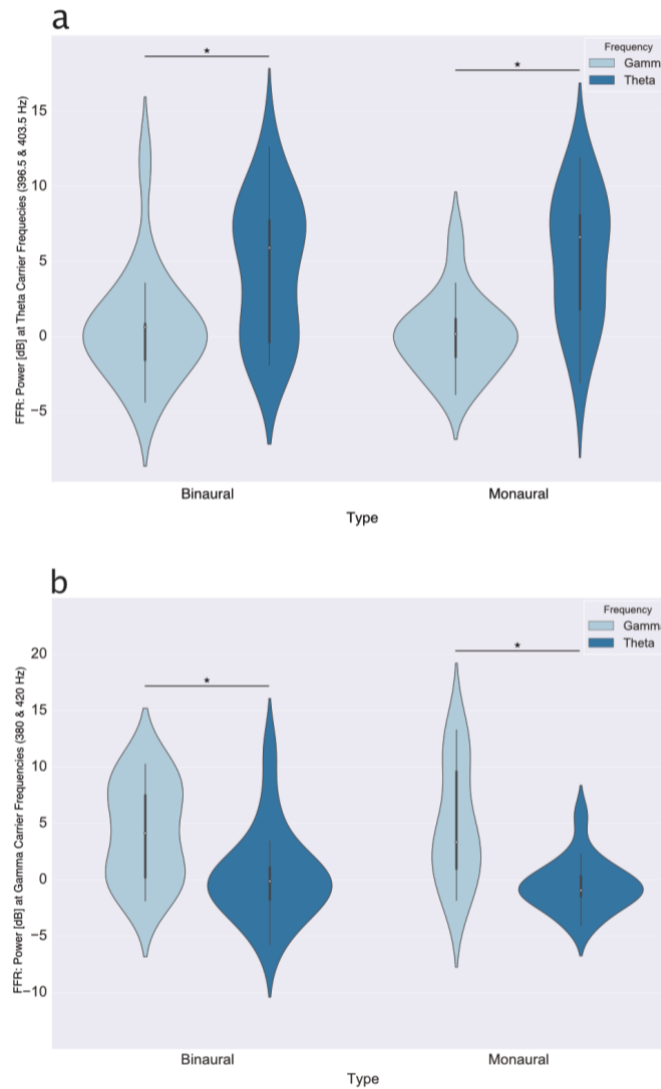 a
FFR: Power [dB] at Theta Carrier Frequecies (396.5 & 403.5 Hz)
15
10
5
0
−5
*
*
Frequency
Gamm
Theta
Binaural
Monaural
Type
b
FFR: Power [dB] at Gamma Carrier Frequencies (380 & 420 Hz)
20
15
10
5
0
−5
−10
*
*
Frequency
Gamm
Theta
Binaural
Monaural
Type